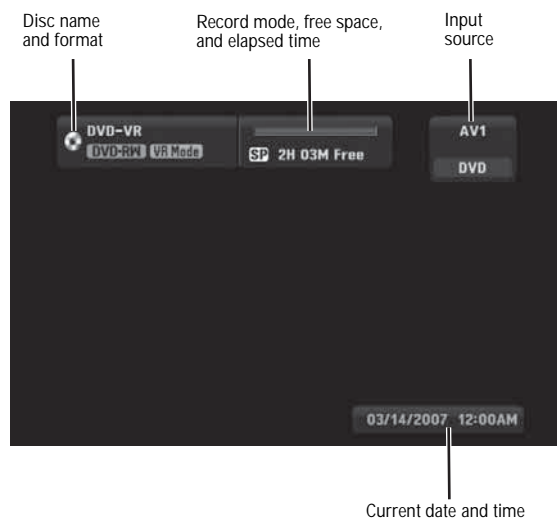 Disc name
and format
Record mode, free space,
and elapsed time
Input
source
DVD-VR
DVD-RW VR Mode
SP 2H 03M Free
AV1
DVD
03/14/2007 12:00AM
Current date and time